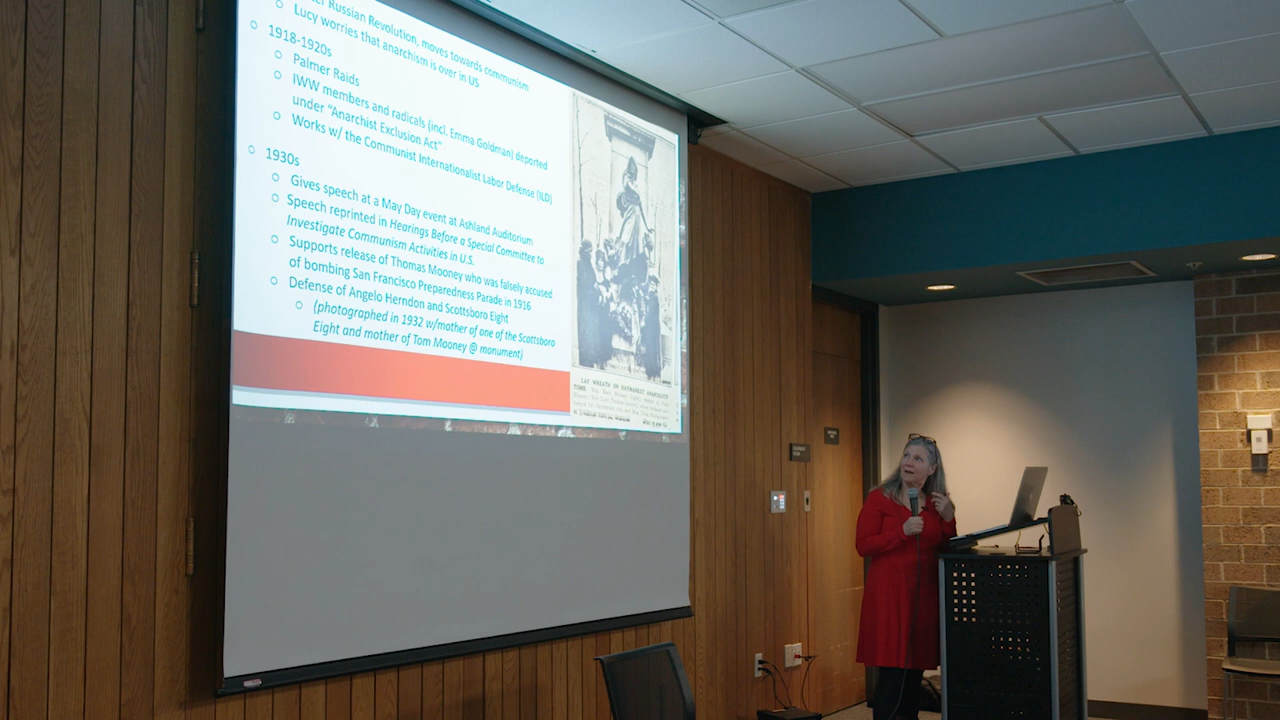 Russian Revolution, moves towards communism
Lucy worries that anarchism is over in US
1918-1920s
Palmer Raids
IWW members and radicals (incl. Emma Goldman) deported
under "Anarchist Exclusion Act"
Works w/ the Communist Internationalist Labor Defense (ILD)
1930s
Gives speech at a May Day event at Ashland Auditorium
Speech reprinted in Hearings Before a Special Committee to
Investigate Communism Activities in U.S.
Supports release of Thomas Mooney who was falsely accused
of bombing San Francisco Preparedness Parade in 1916
Defense of Angelo Herndon and Scottsboro Eight
(photographed in 1932 w/mother of one of the Scottsboro
Eight and mother of Tom Mooney @ monument)
LAY WREATH ON HAYMARKET ANARCHISTS'
TOMB.